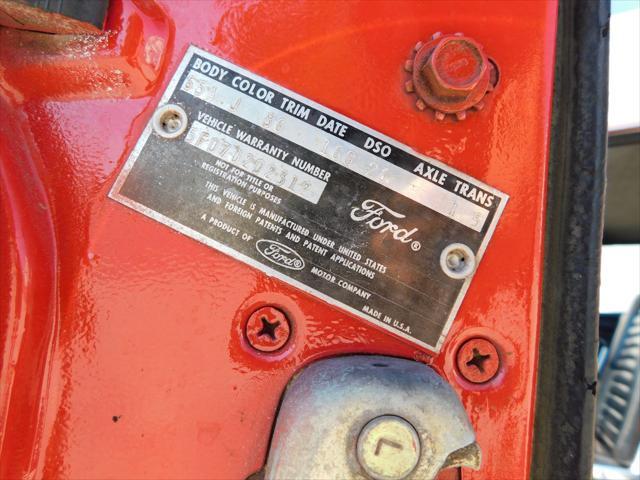 BODY COLOR TRIM DATE DSO AXLE TRANS
VEHICLE WARRANTY NUMBER
NOT FOR TITLE OR
REGISTRATION PURPOSES
Ford®
THIS VEHICLE IS MANUFACTURED UNDER UNITED STATES
AND FOREIGN PATENTS AND PATENT APPLICATIONS
A PRODUCT OF Ford® MOTOR COMPANY
MADE IN U.S.A.